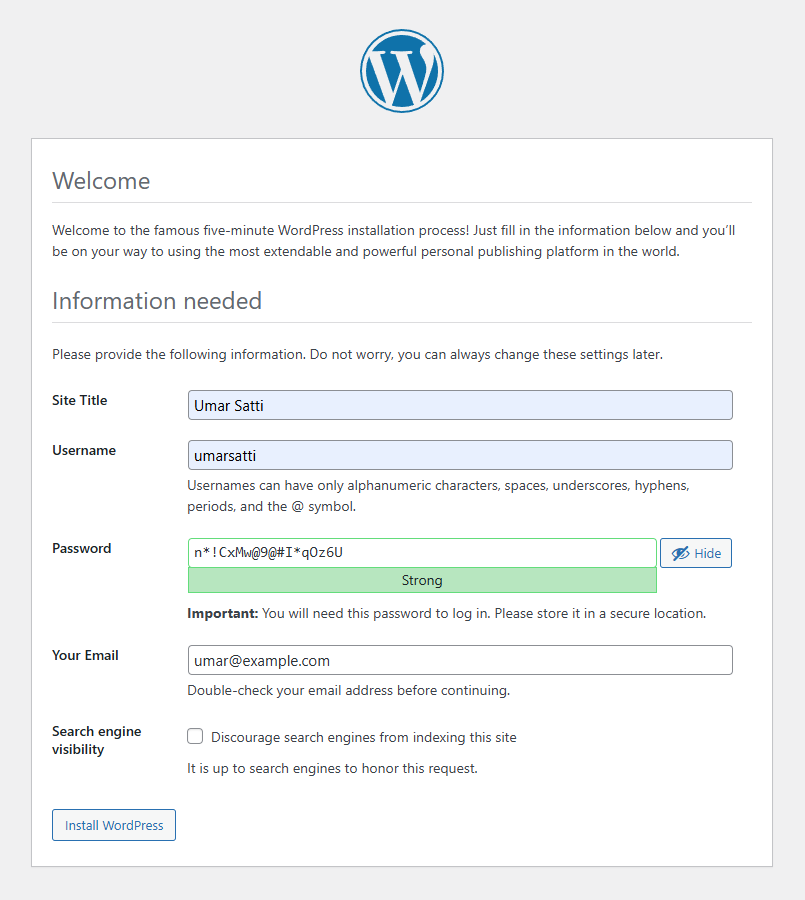 Welcome
Welcome to the famous five-minute WordPress installation process! Just fill in the information below and you’ll
be on your way to using the most extendable and powerful personal publishing platform in the world.
Information needed
Please provide the following information. Do not worry, you can always change these settings later.
Site Title
Umar Satti
Username
umarsatti
Usernames can have only alphanumeric characters, spaces, underscores, hyphens,
periods, and the @ symbol.
Password
n*!CxMw@9@#I*qOz6U
Hide
Strong
Important: You will need this password to log in. Please store it in a secure location.
Your Email
umar@example.com
Double-check your email address before continuing.
Search engine
visibility
Discourage search engines from indexing this site
It is up to search engines to honor this request.
Install WordPress